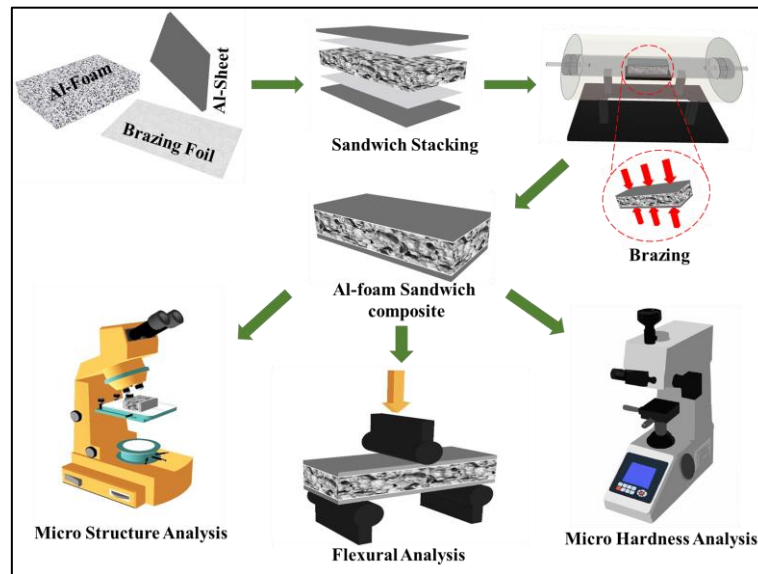 Al-Foam
Al-Sheet
Brazing Foil
Sandwich Stacking
Brazing
Al-foam Sandwich
composite
Micro Structure Analysis
Flexural Analysis
Micro Hardness Analysis